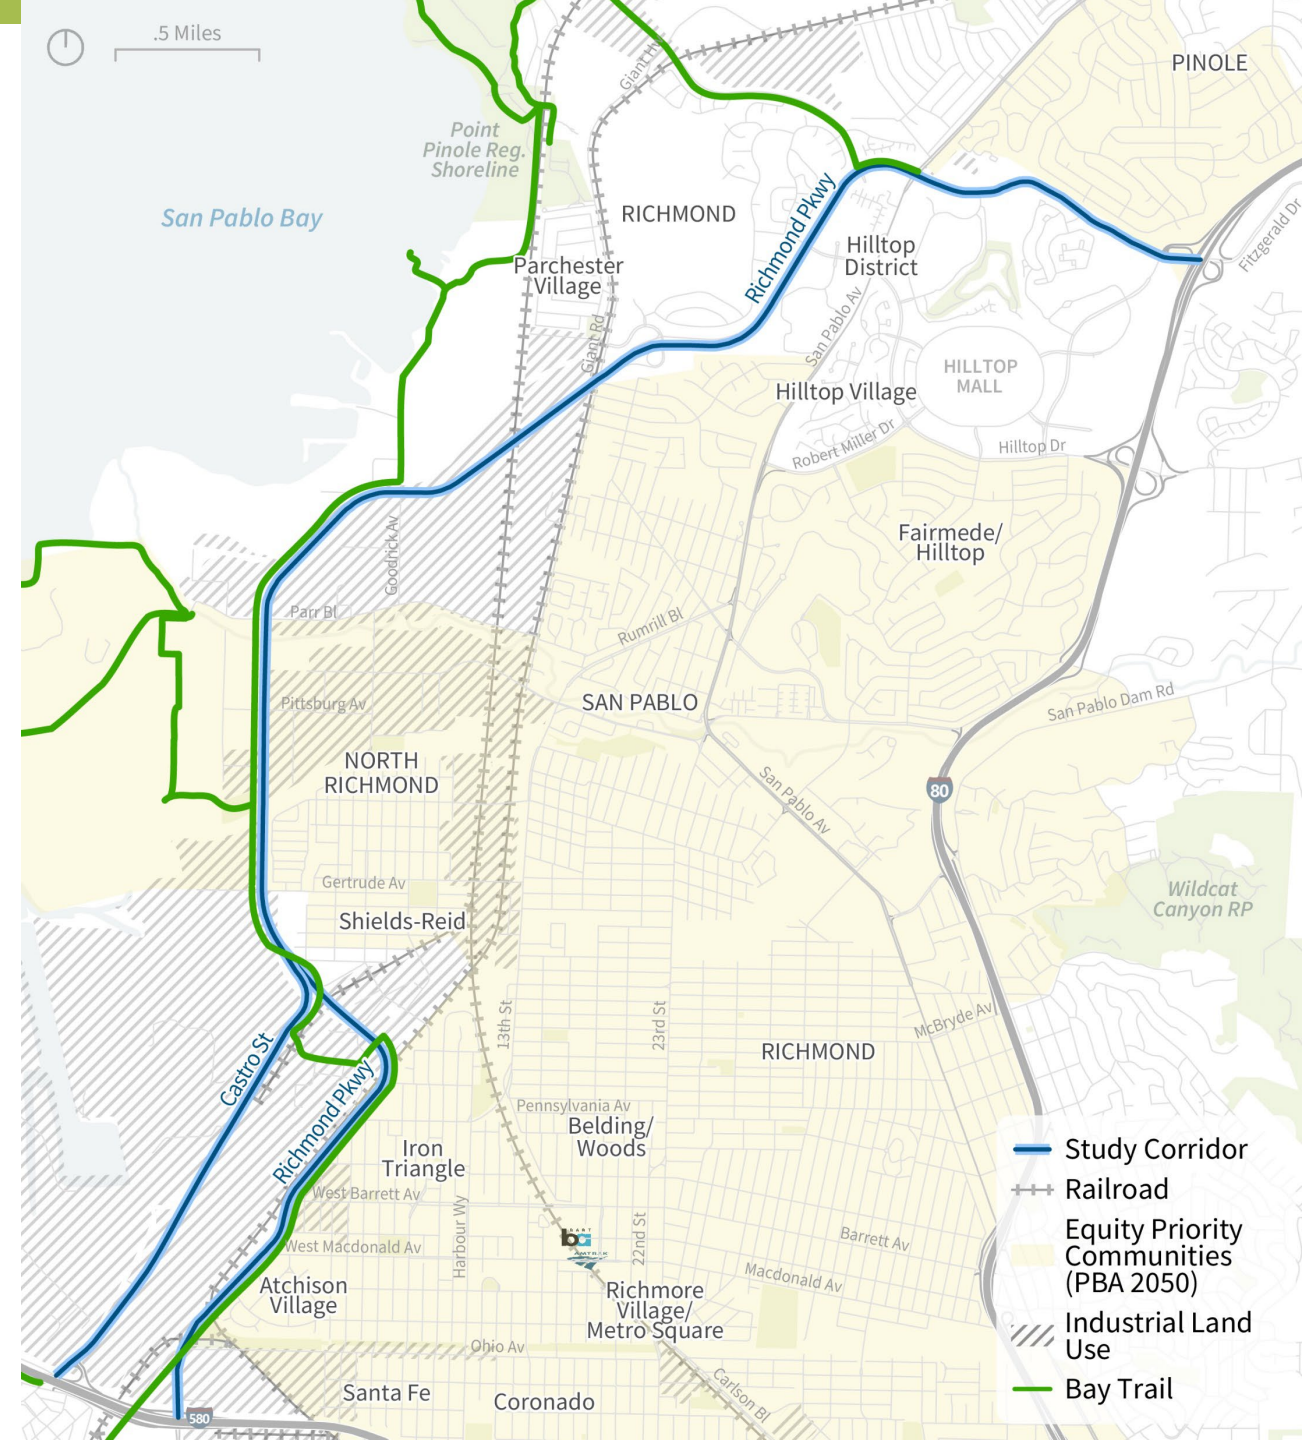 .5 Miles
PINOLE
Giant Hy
Point
Pinole Reg.
Shoreline
San Pablo Bay
RICHMOND
Richmond Pkwy
Hilltop
District
Fitzgerald Dr
Parchester
Village
Giant Rd
San Pablo Av
HILLTOP
MALL
Hilltop Village
Robert Miller Dr
Hilltop Dr
Goodrick Av
Fairmede/
Hilltop
Parr Bl
Rumrill Bl
Pittsburg Av
SAN PABLO
San Pablo Dam Rd
NORTH
RICHMOND
San Pablo Av
80
Gertrude Av
Shields-Reid
Wildcat
Canyon RP
13th St
23rd St
McBryde Av
Castro St
Richmond Pkwy
RICHMOND
Pennsylvania Av
Belding/
Woods
Iron
Triangle
West Barrett Av
Harbour Wy
22nd St
Barrett Av
West Macdonald Av
ba
AMTRAK
Macdonald Av
Atchison
Village
Richmore
Village/
Metro Square
Ohio Av
Santa Fe
Coronado
Carlson Bl
580
Study Corridor
Railroad
Equity Priority
Communities
(PBA 2050)
Industrial Land
Use
Bay Trail